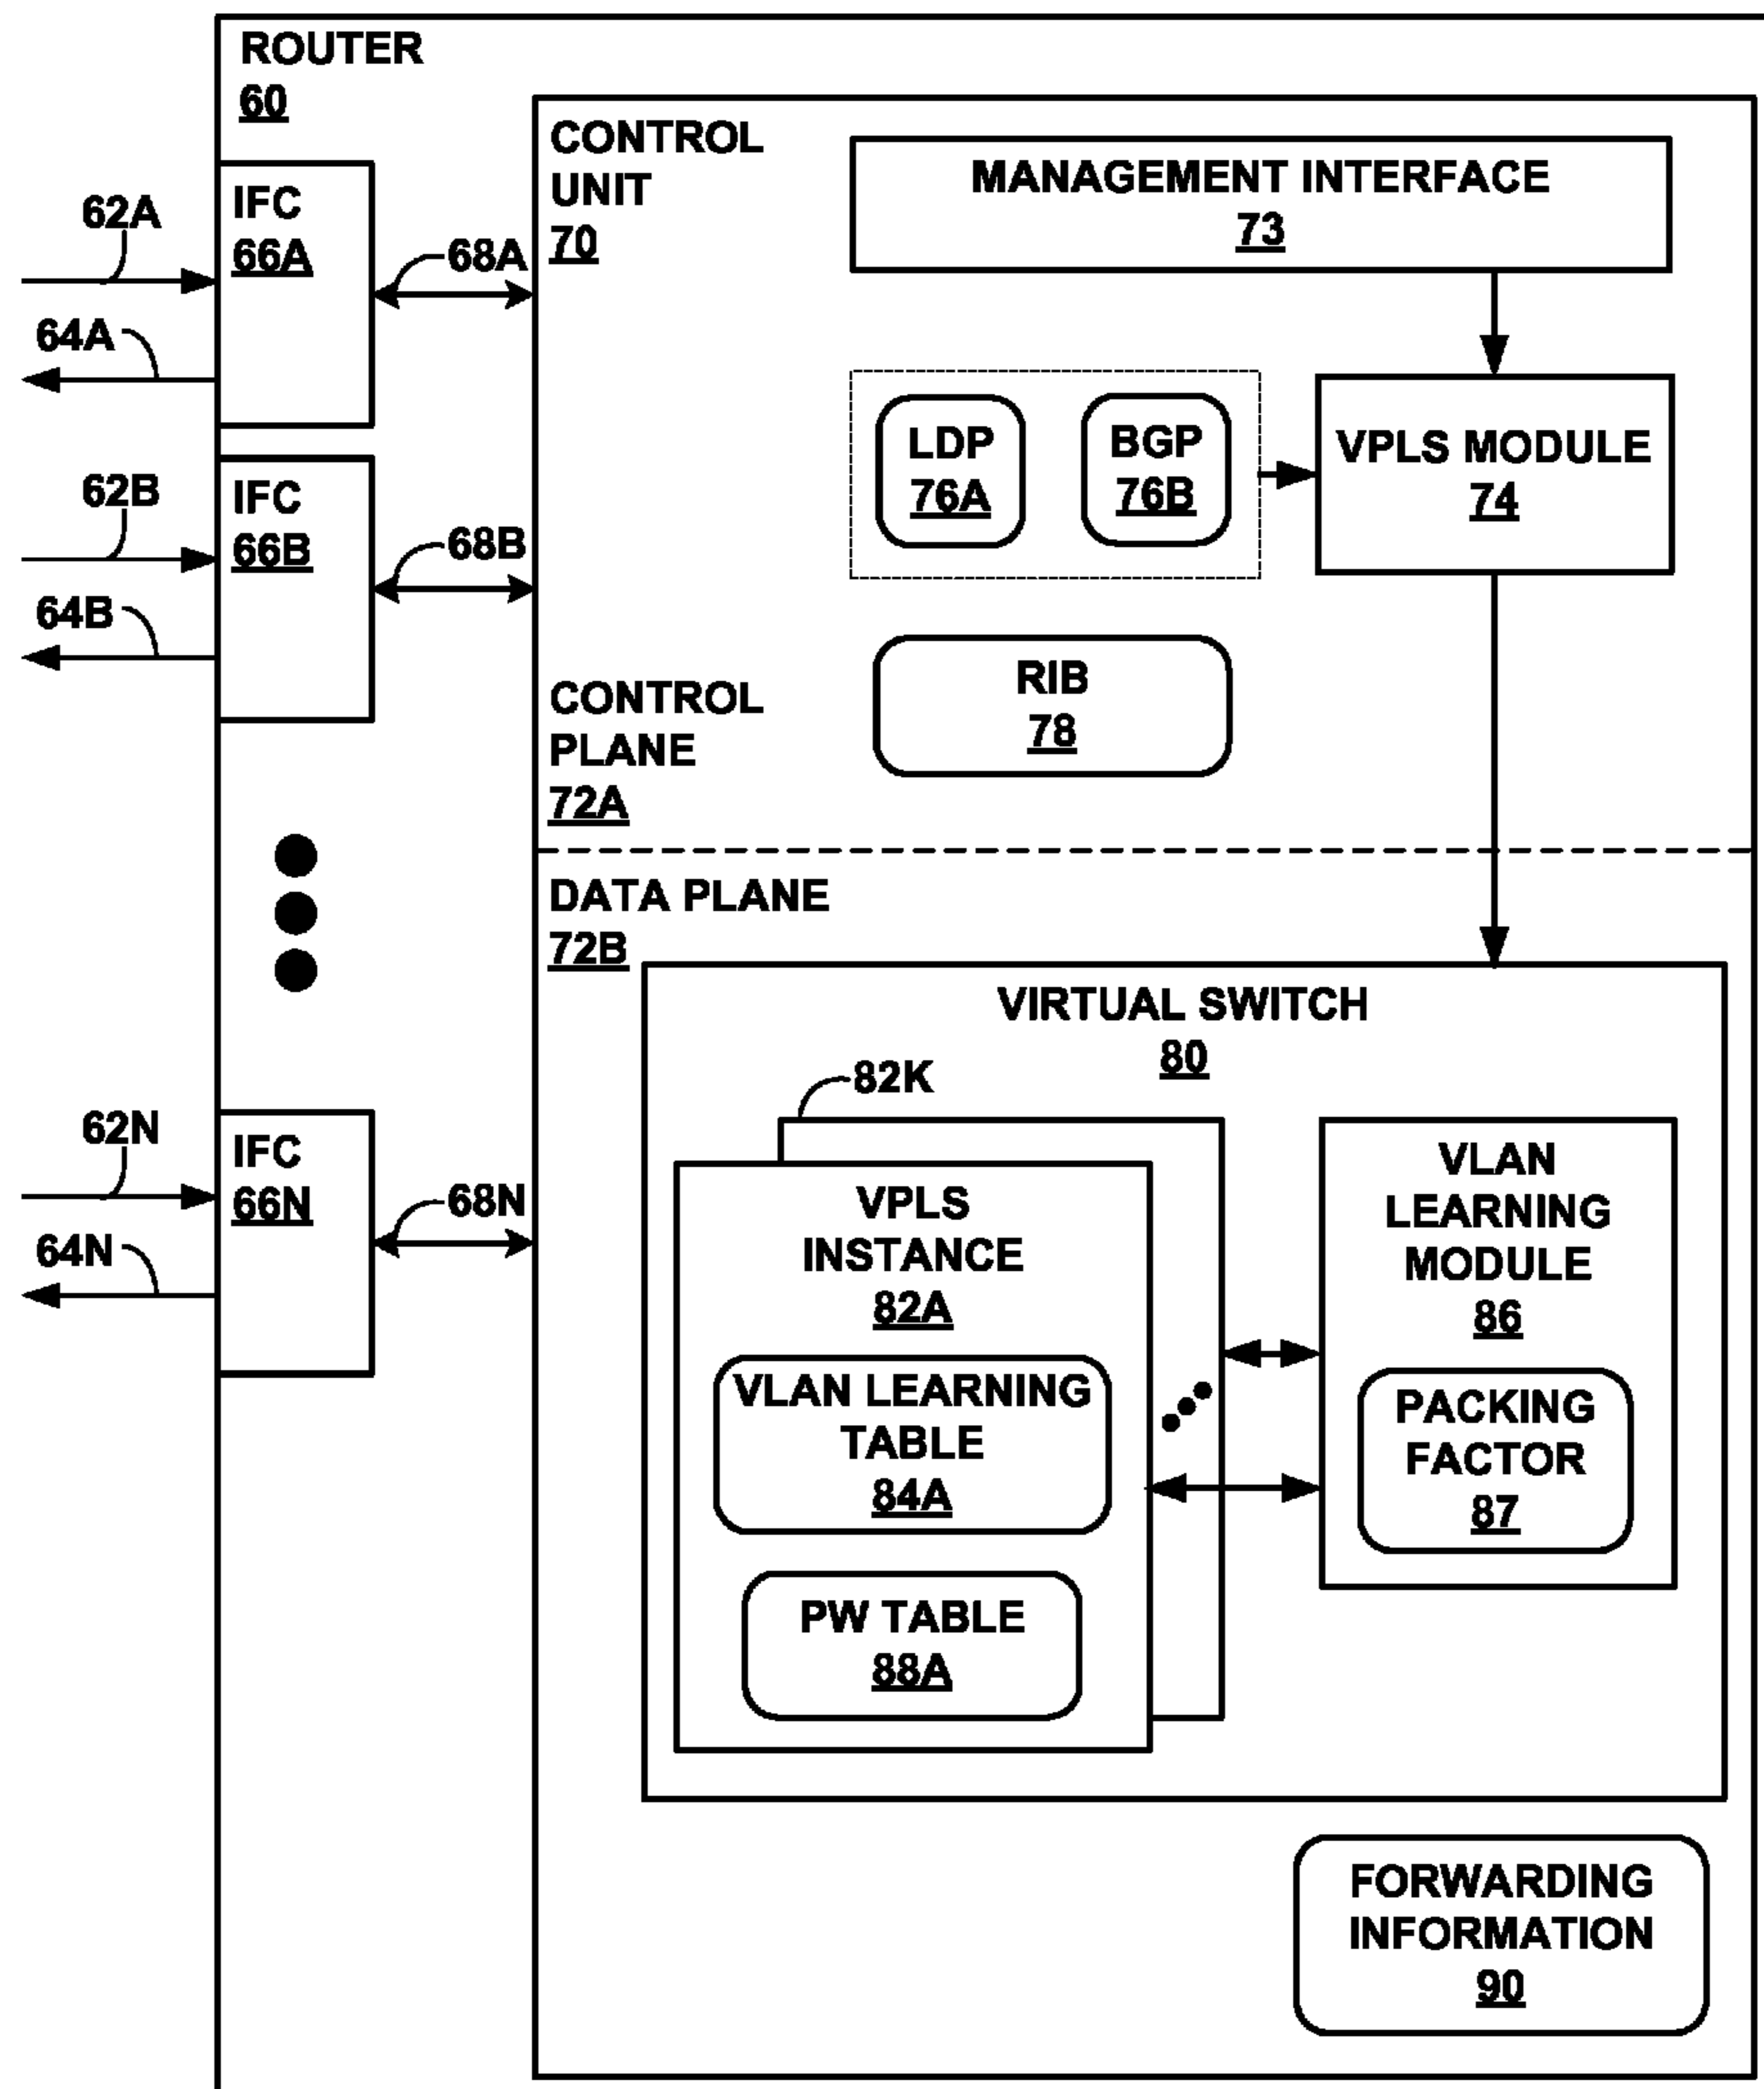 ROUTER
60
IFC
66A
62A
64A
68A
IFC
66B
62B
64B
68B
IFC
66N
62N
64N
68N
CONTROL
UNIT
70
MANAGEMENT INTERFACE
73
LDP
76A
BGP
76B
VPLS MODULE
74
RIB
78
CONTROL
PLANE
72A
DATA PLANE
72B
VIRTUAL SWITCH
80
82K
VPLS
INSTANCE
82A
VLAN LEARNING
TABLE
84A
PW TABLE
88A
VLAN
LEARNING
MODULE
86
PACKING
FACTOR
87
FORWARDING
INFORMATION
90